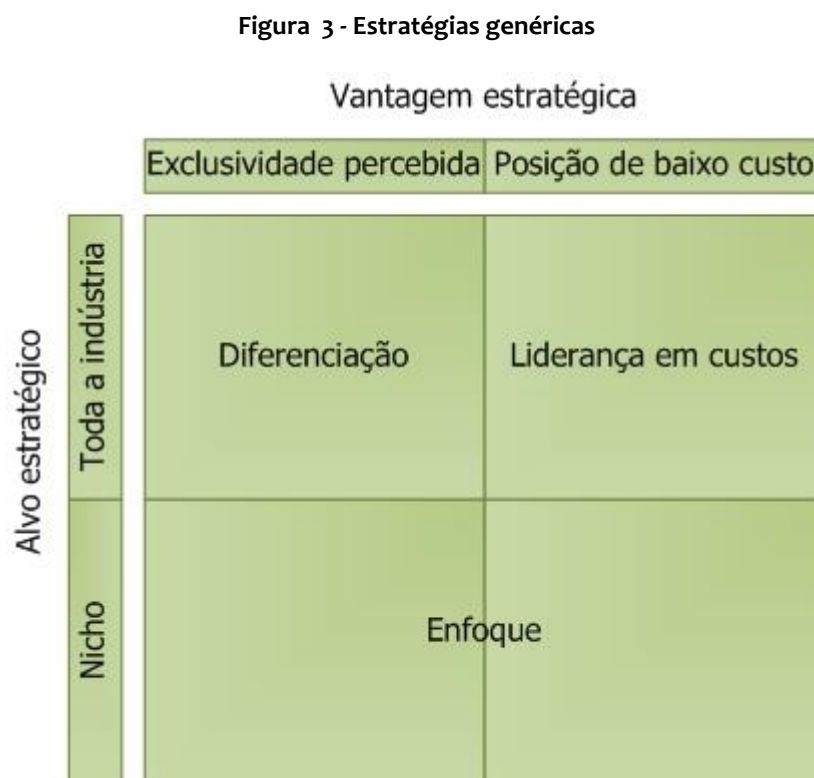 Figura 3 - Estratégias genéricas
Vantagem estratégica
Exclusividade percebida
Posição de baixo custo
Alvo estratégico
Toda a indústria
Diferenciação
Liderança em custos
Nicho
Enfoque